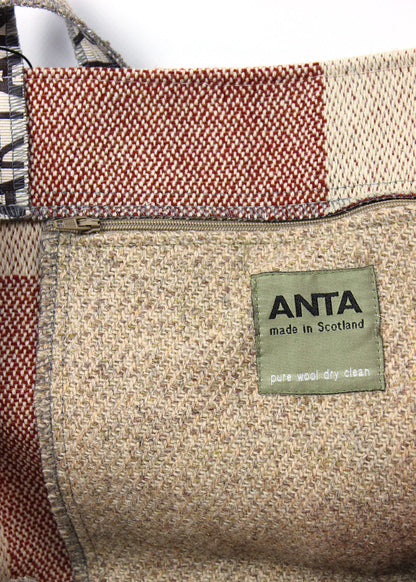 ANTA
made in Scotland
pure wool dry clean